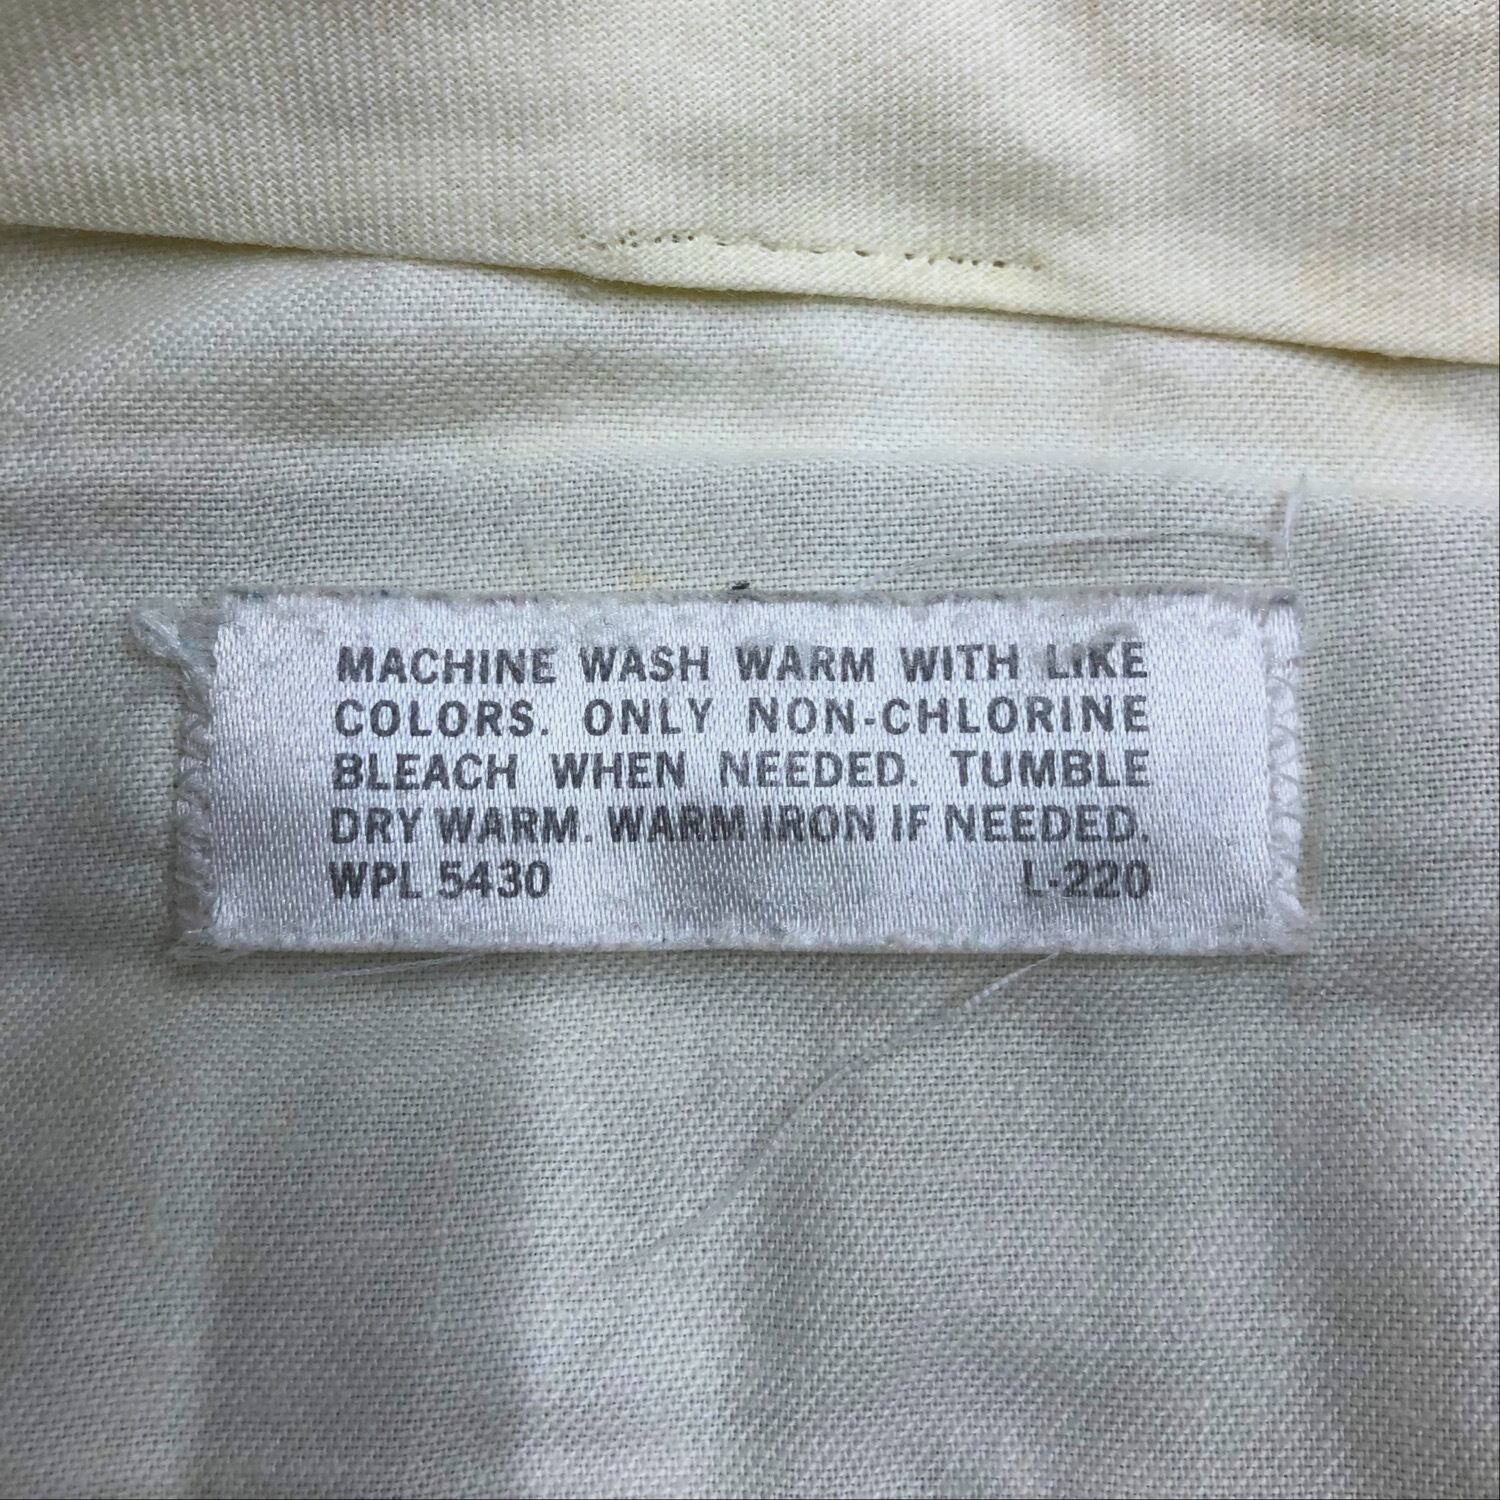 MACHINE WASH WARM WITH LIKE
COLORS. ONLY NON-CHLORINE
BLEACH WHEN NEEDED. TUMBLE
DRY WARM. WARM IRON IF NEEDED.
WPL 5430 L-220